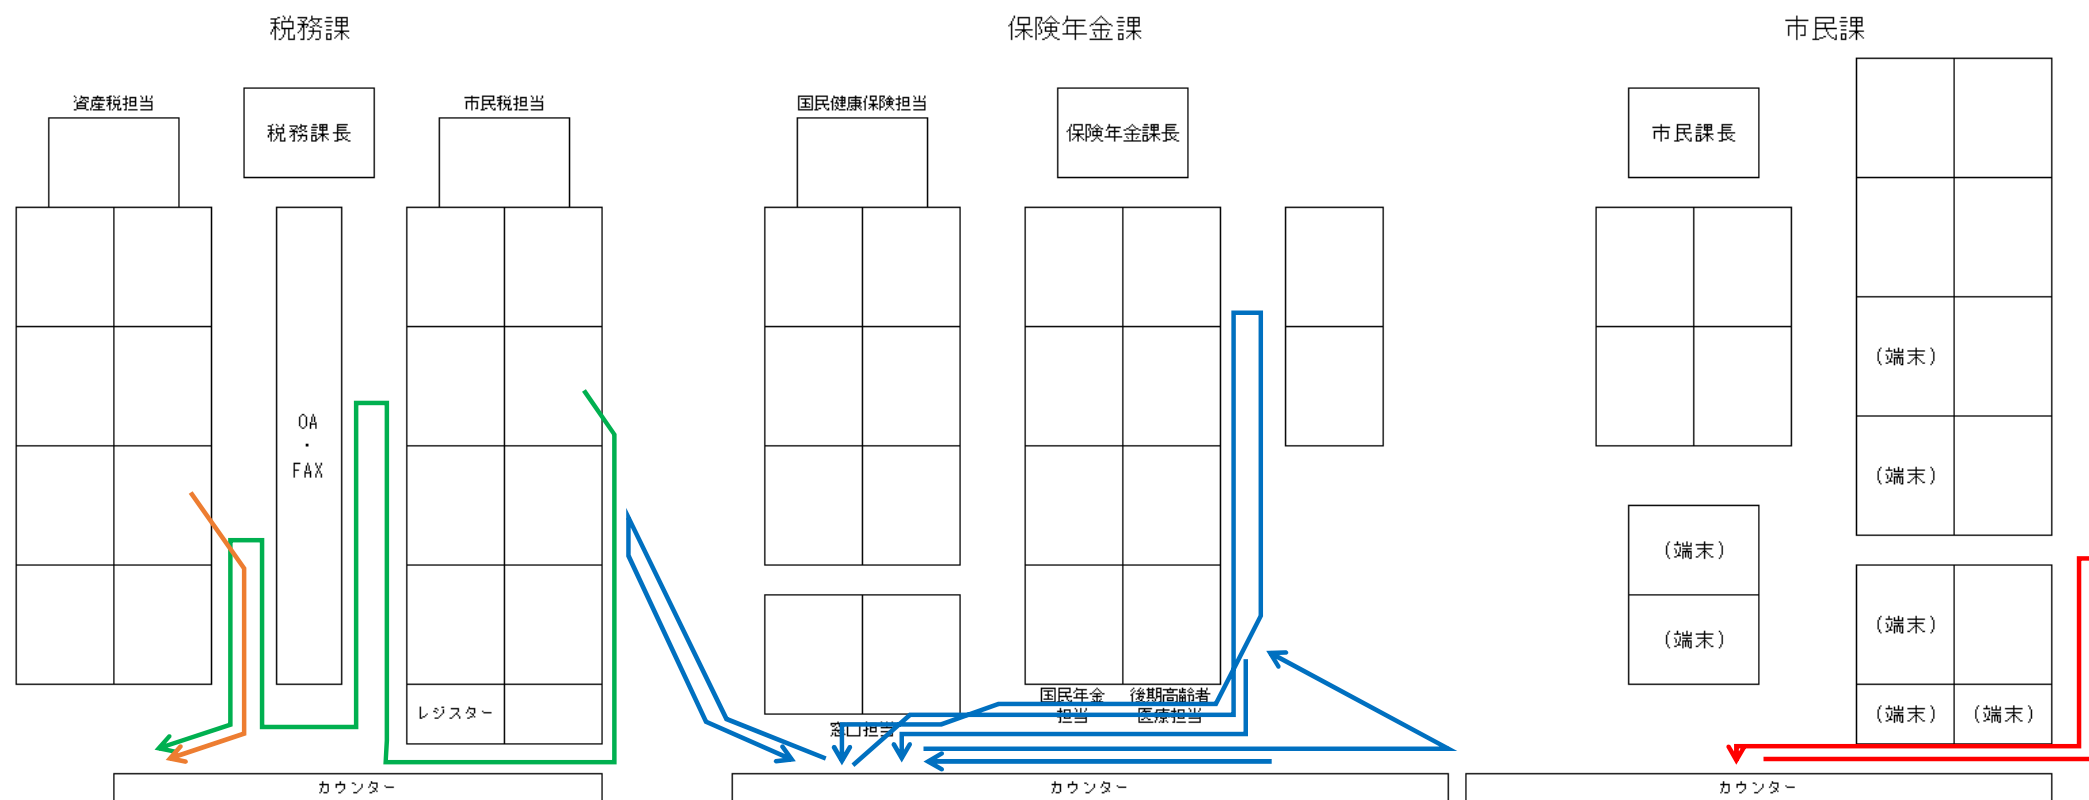 税務課
保険年金課
市民課
資産税担当
税務課長
市民税担当
国民健康保険担当
保険年金課長
市民課長
(端末)
OA
・
FAX
(端末)
(端末)
(端末)
(端末)
国民年金
担当
後期高齢者
医療担当
レジスター
窓口担当
(端末)
(端末)
カウンター
カウンター
カウンター